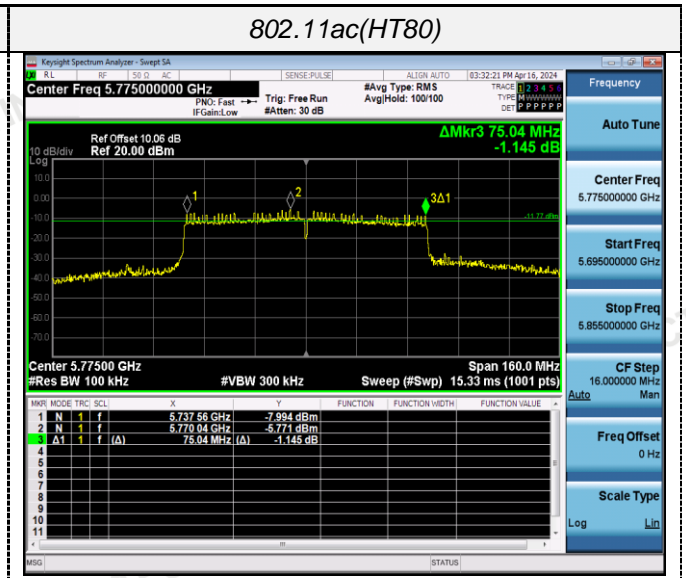 802.11ac(HT80)
Keysight Spectrum Analyzer - Swept SA
RL RF 50 Ω AC SENSE:PULSE ALIGN AUTO 03:32:21 PM Apr 16, 2024
Center Freq 5.775000000 GHz
PNO: Fast
IFGain:Low
Trig: Free Run
#Atten: 30 dB
#Avg Type: RMS
Avg|Hold: 100/100
TRACE 1 2 3 4 5 6
TYPE M WWWWW
DET P P P P P P
Ref Offset 10.06 dB
10 dB/div Ref 20.00 dBm
Log
ΔMkr3 75.04 MHz
-1.145 dB
10.0
0.00
-10.0
-20.0
-30.0
-40.0
-50.0
-60.0
-70.0
1
2
3Δ1
-11.77 dBm
Center 5.77500 GHz Span 160.0 MHz
#Res BW 100 kHz #VBW 300 kHz Sweep (#Swp) 15.33 ms (1001 pts)
MKR MODE TRC SCL X Y FUNCTION FUNCTION WIDTH FUNCTION VALUE
1 N 1 f 5.737 56 GHz -7.994 dBm
2 N 1 f 5.770 04 GHz -5.771 dBm
3 Δ1 1 f (Δ) 75.04 MHz (Δ) -1.145 dB
4
5
6
7
8
9
10
11
MSG STATUS
Frequency
Auto Tune
Center Freq
5.775000000 GHz
Start Freq
5.695000000 GHz
Stop Freq
5.855000000 GHz
CF Step
16.000000 MHz
Auto Man
Freq Offset
0 Hz
Scale Type
Log Lin